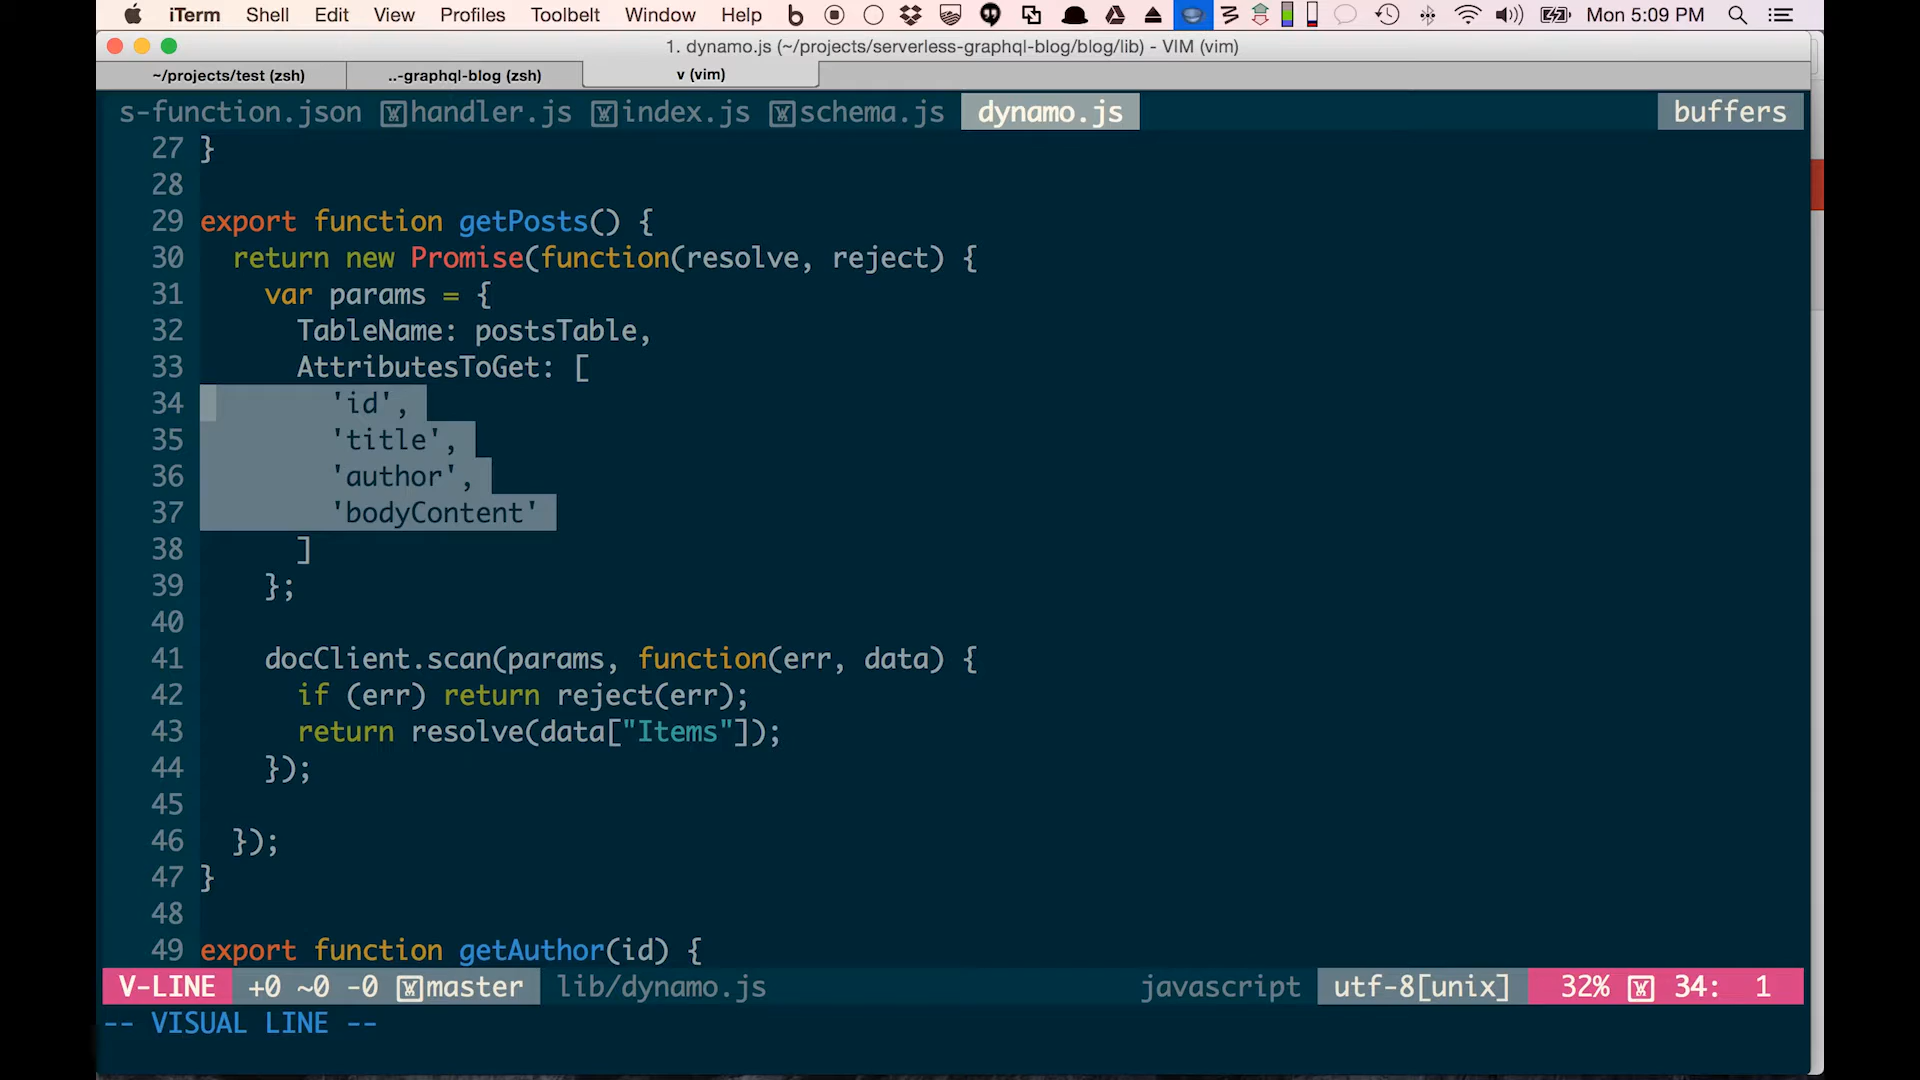 iTerm Shell Edit View Profiles Toolbelt Window Help Mon 5:09 PM
1. dynamo.js (~/projects/serverless-graphql-blog/blog/lib) - VIM (vim)
~/projects/test (zsh) ..-graphql-blog (zsh) v (vim)
s-function.json handler.js index.js schema.js dynamo.js buffers
27 }
28
29 export function getPosts() {
30   return new Promise(function(resolve, reject) {
31     var params = {
32       TableName: postsTable,
33       AttributesToGet: [
34         'id',
35         'title',
36         'author',
37         'bodyContent'
38       ]
39     };
40
41     docClient.scan(params, function(err, data) {
42       if (err) return reject(err);
43       return resolve(data["Items"]);
44     });
45
46   });
47 }
48
49 export function getAuthor(id) {
V-LINE +0 ~0 -0 master lib/dynamo.js javascript utf-8[unix] 32% 34: 1
-- VISUAL LINE --